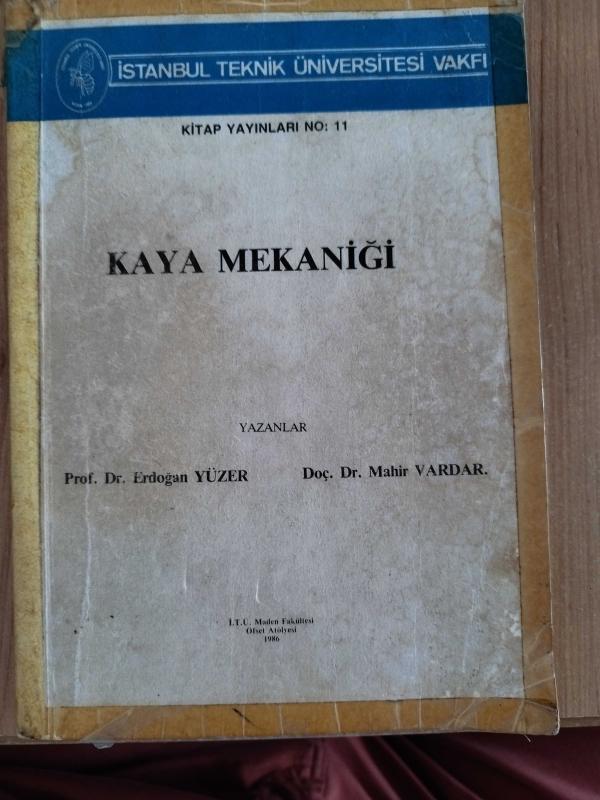 İSTANBUL TEKNİK ÜNİVERSİTESİ VAKFI
KİTAP YAYINLARI NO: 11
KAYA MEKANİĞİ
YAZANLAR
Prof. Dr. Erdoğan YÜZER Doç. Dr. Mahir VARDAR.
İ.T.Ü. Maden Fakültesi
Ofset Atölyesi
1986